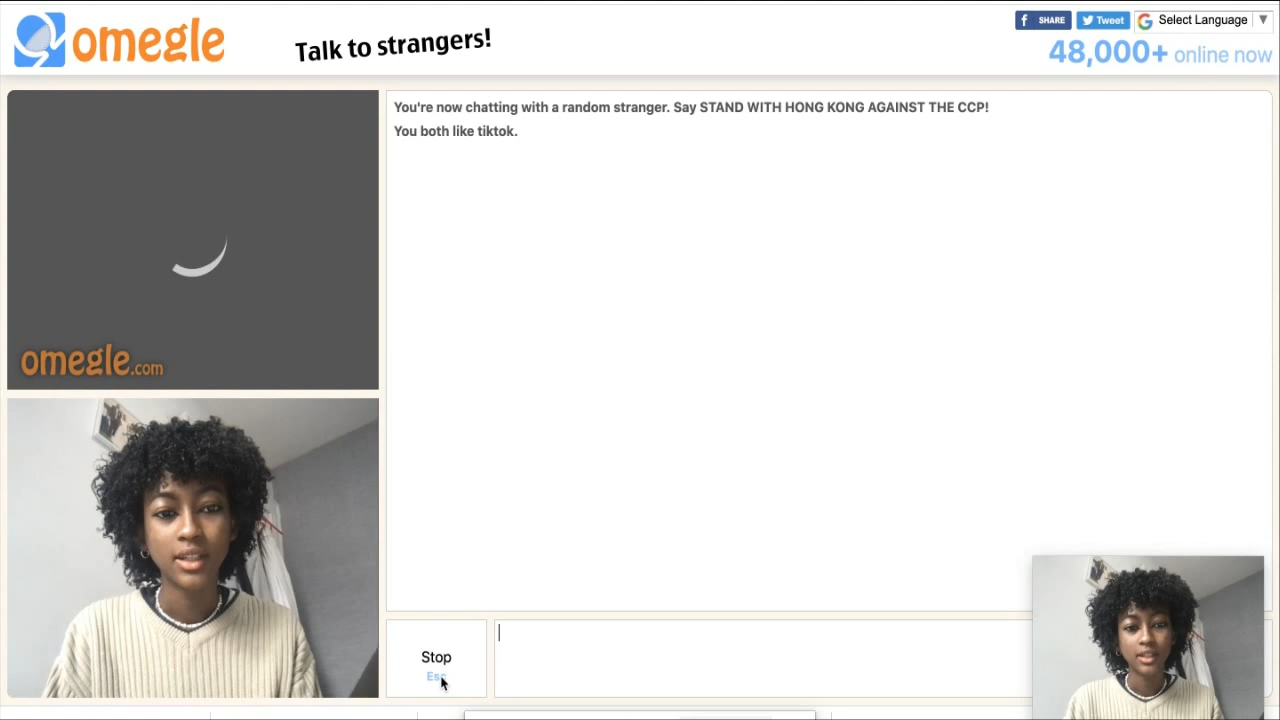 omegle
Talk to strangers!
SHARE
Tweet
Select Language
48,000+ online now
You're now chatting with a random stranger. Say STAND WITH HONG KONG AGAINST THE CCP!
You both like tiktok.
omegle.com
Stop
Esc